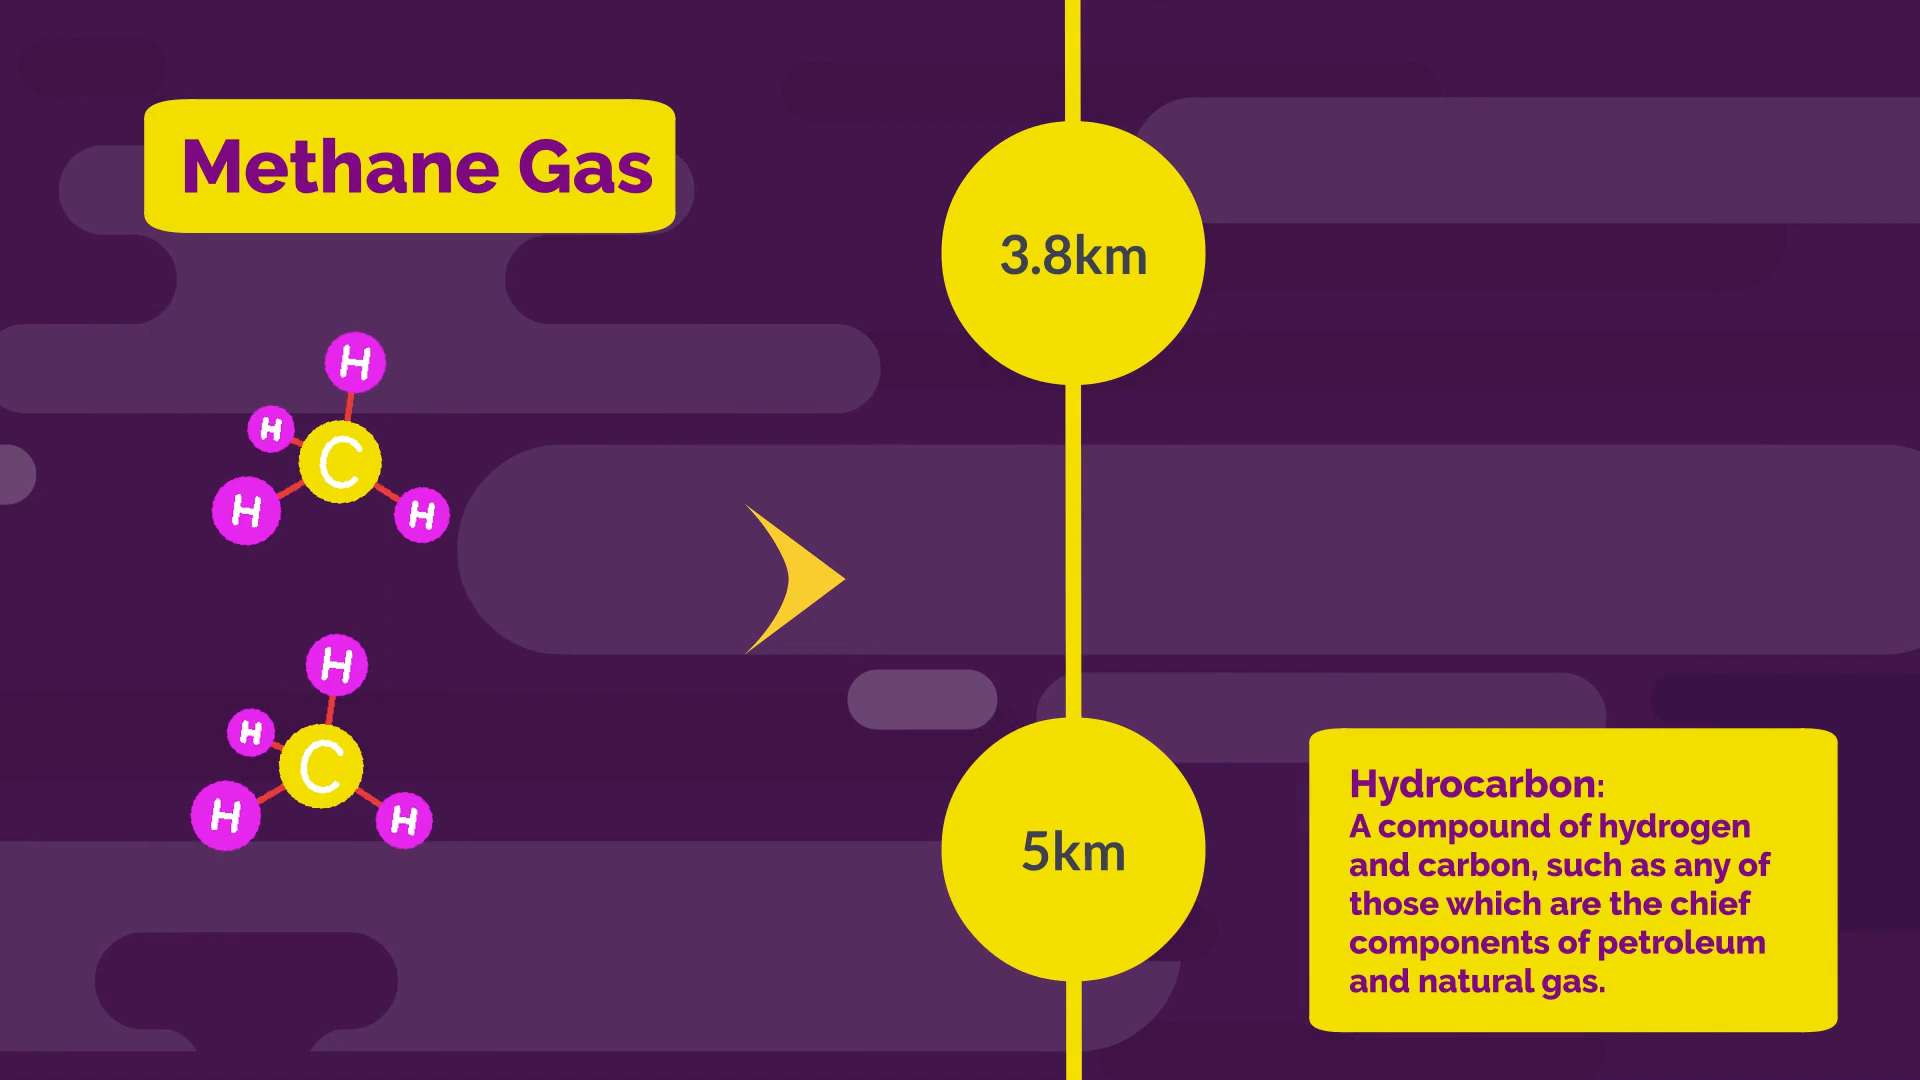 Methane Gas
3.8km
H
H
C
H
H
H
H
C
H
H
5km
Hydrocarbon:
A compound of hydrogen
and carbon, such as any of
those which are the chief
components of petroleum
and natural gas.